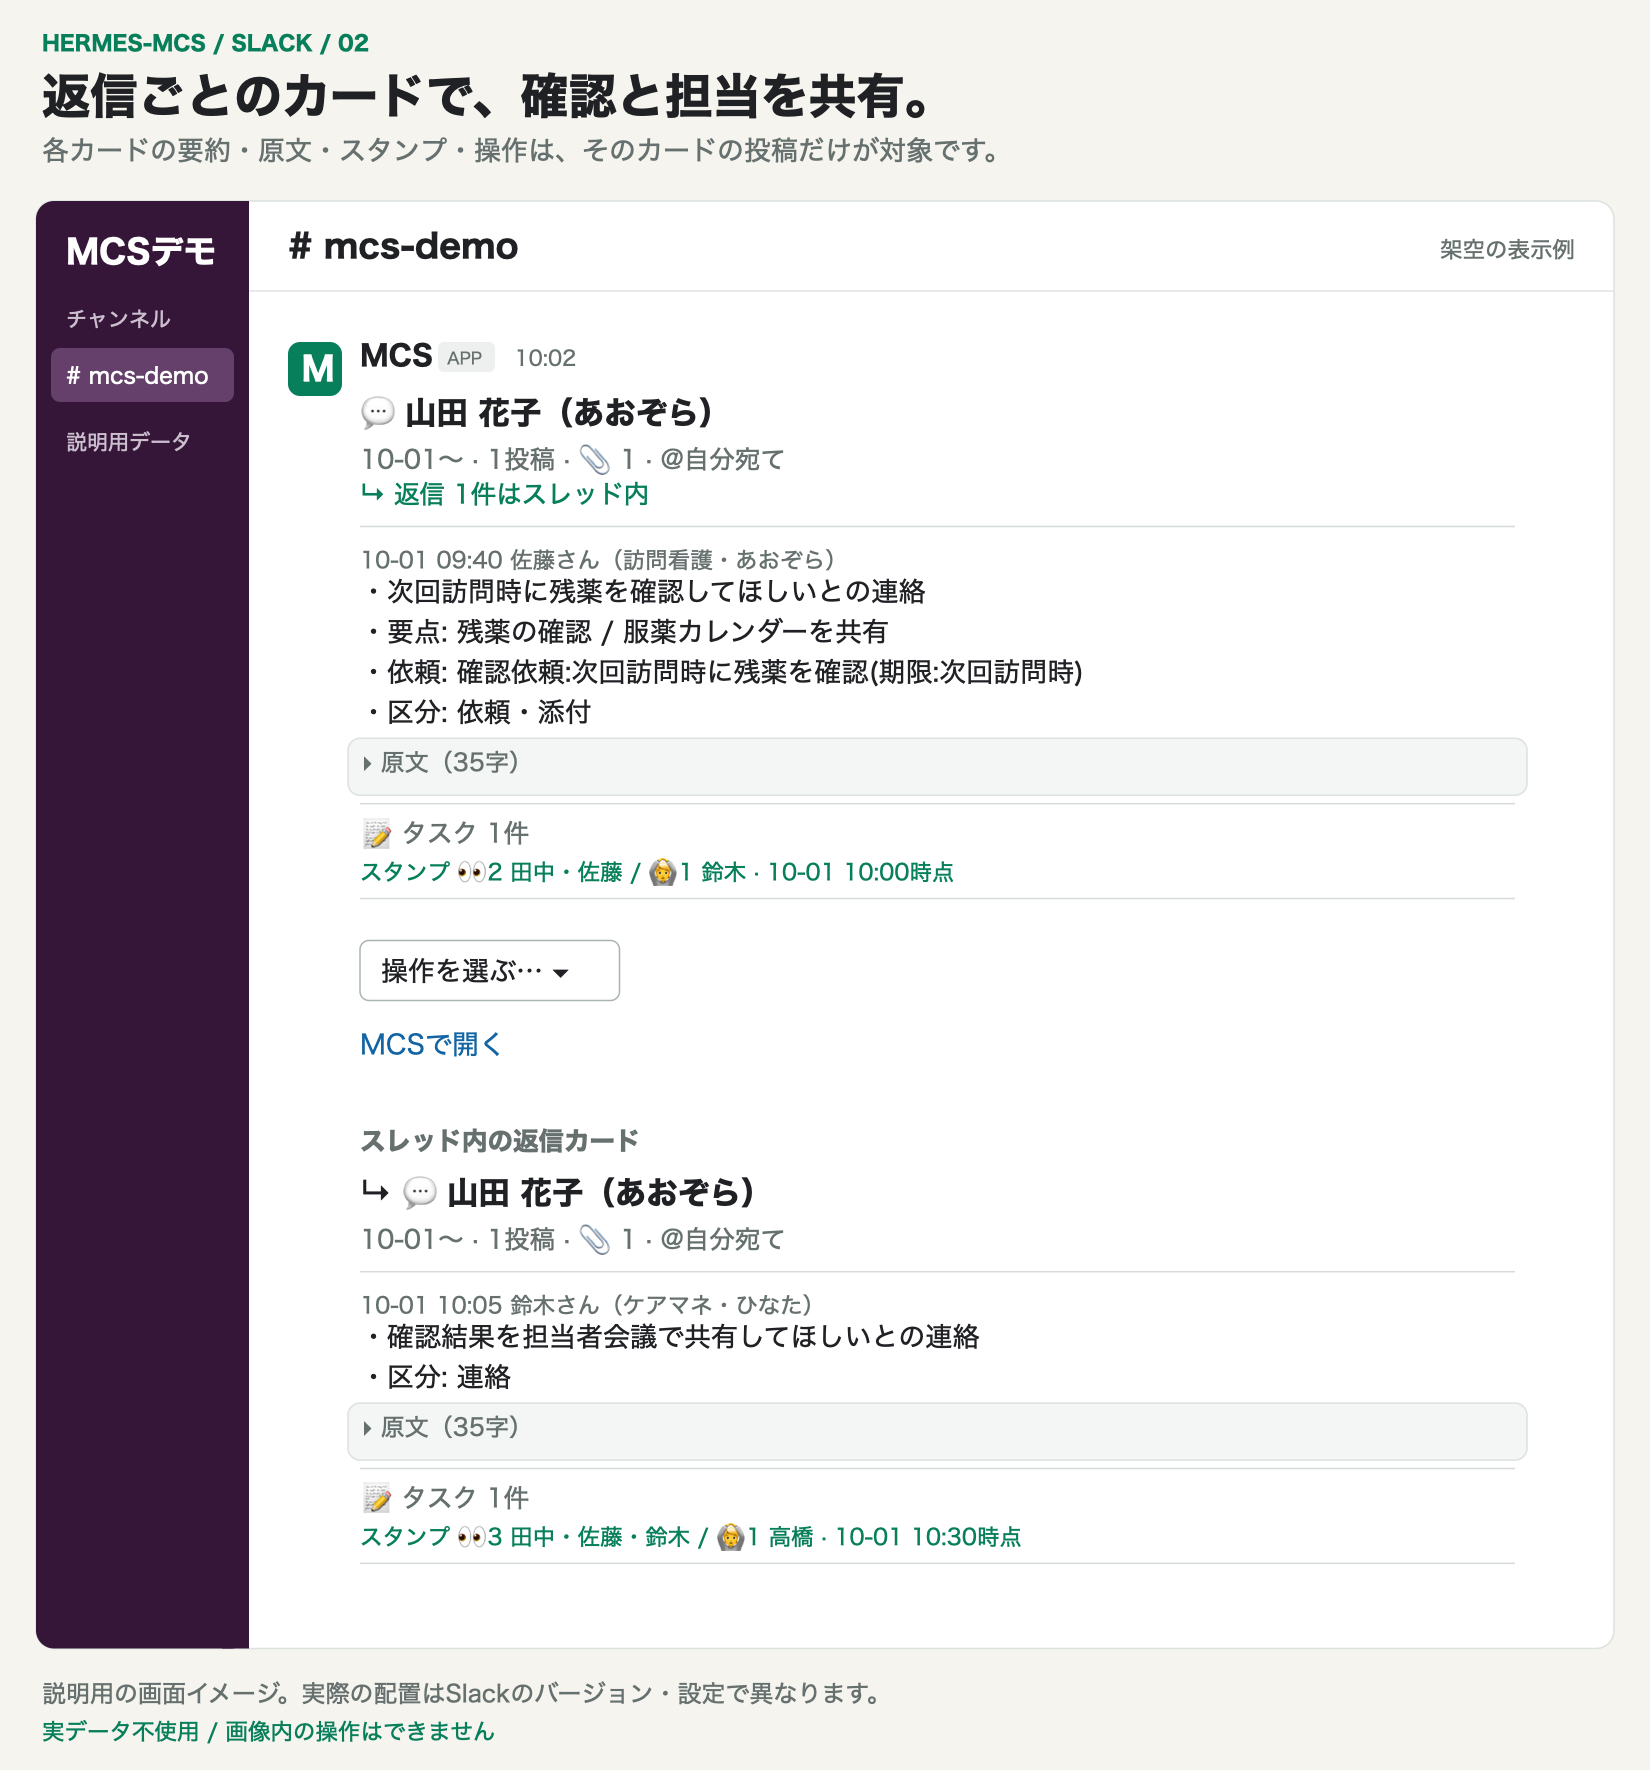 HERMES-MCS / SLACK / 02
返信ごとのカードで、確認と担当を共有。
各カードの要約・原文・スタンプ・操作は、そのカードの投稿だけが対象です。
MCSデモ
チャンネル
# mcs-demo
説明用データ
# mcs-demo
架空の表示例
M
MCS APP 10:02
💬 山田 花子（あおぞら）
10-01〜 · 1投稿 · 📎 1 · @自分宛て
↳ 返信 1件はスレッド内
10-01 09:40 佐藤さん（訪問看護・あおぞら）
・次回訪問時に残薬を確認してほしいとの連絡
・要点: 残薬の確認 / 服薬カレンダーを共有
・依頼: 確認依頼:次回訪問時に残薬を確認(期限:次回訪問時)
・区分: 依頼・添付
▸ 原文（35字）
📝 タスク 1件
スタンプ 👀2 田中・佐藤 / 🙆1 鈴木 · 10-01 10:00時点
操作を選ぶ… ▾
MCSで開く
スレッド内の返信カード
↳ 💬 山田 花子（あおぞら）
10-01〜 · 1投稿 · 📎 1 · @自分宛て
10-01 10:05 鈴木さん（ケアマネ・ひなた）
・確認結果を担当者会議で共有してほしいとの連絡
・区分: 連絡
▸ 原文（35字）
📝 タスク 1件
スタンプ 👀3 田中・佐藤・鈴木 / 🙆1 高橋 · 10-01 10:30時点
説明用の画面イメージ。実際の配置はSlackのバージョン・設定で異なります。
実データ不使用 / 画像内の操作はできません